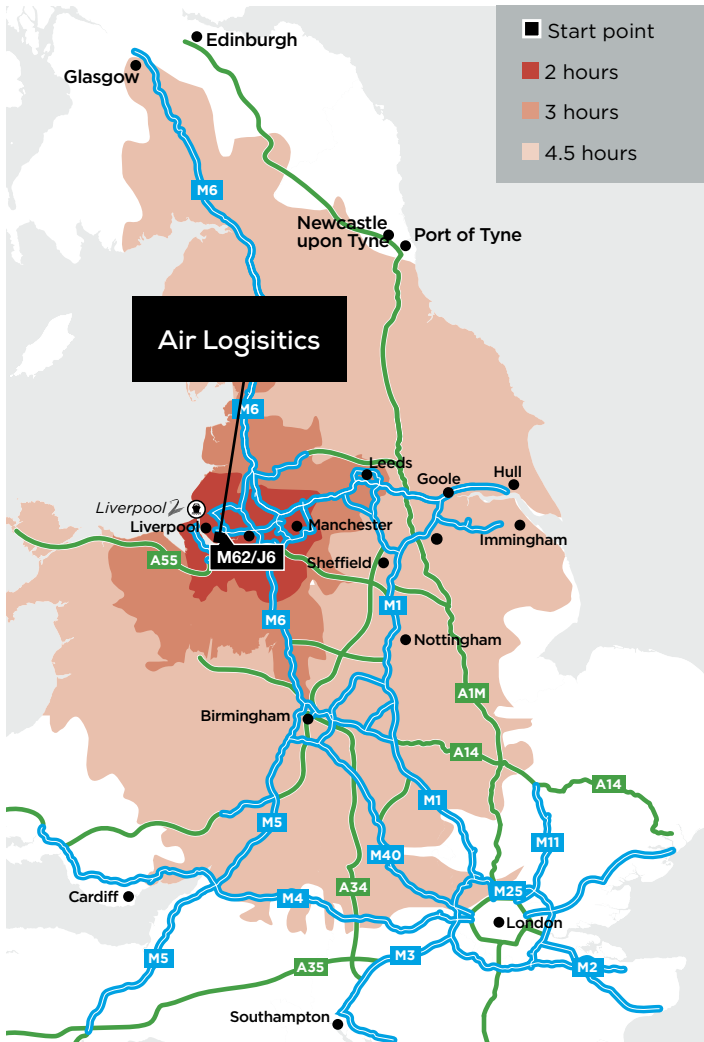 Start point
2 hours
3 hours
4.5 hours
Edinburgh
Glasgow
M6
Newcastle
upon Tyne
Port of Tyne
Air Logisitics
M6
Leeds
Goole
Hull
Liverpool2
Liverpool
Manchester
Immingham
M62/J6
A55
Sheffield
M6
M1
Nottingham
A1M
Birmingham
A14
A14
M1
M5
M11
M40
A34
M25
Cardiff
M4
London
M5
M3
A35
M2
Southampton